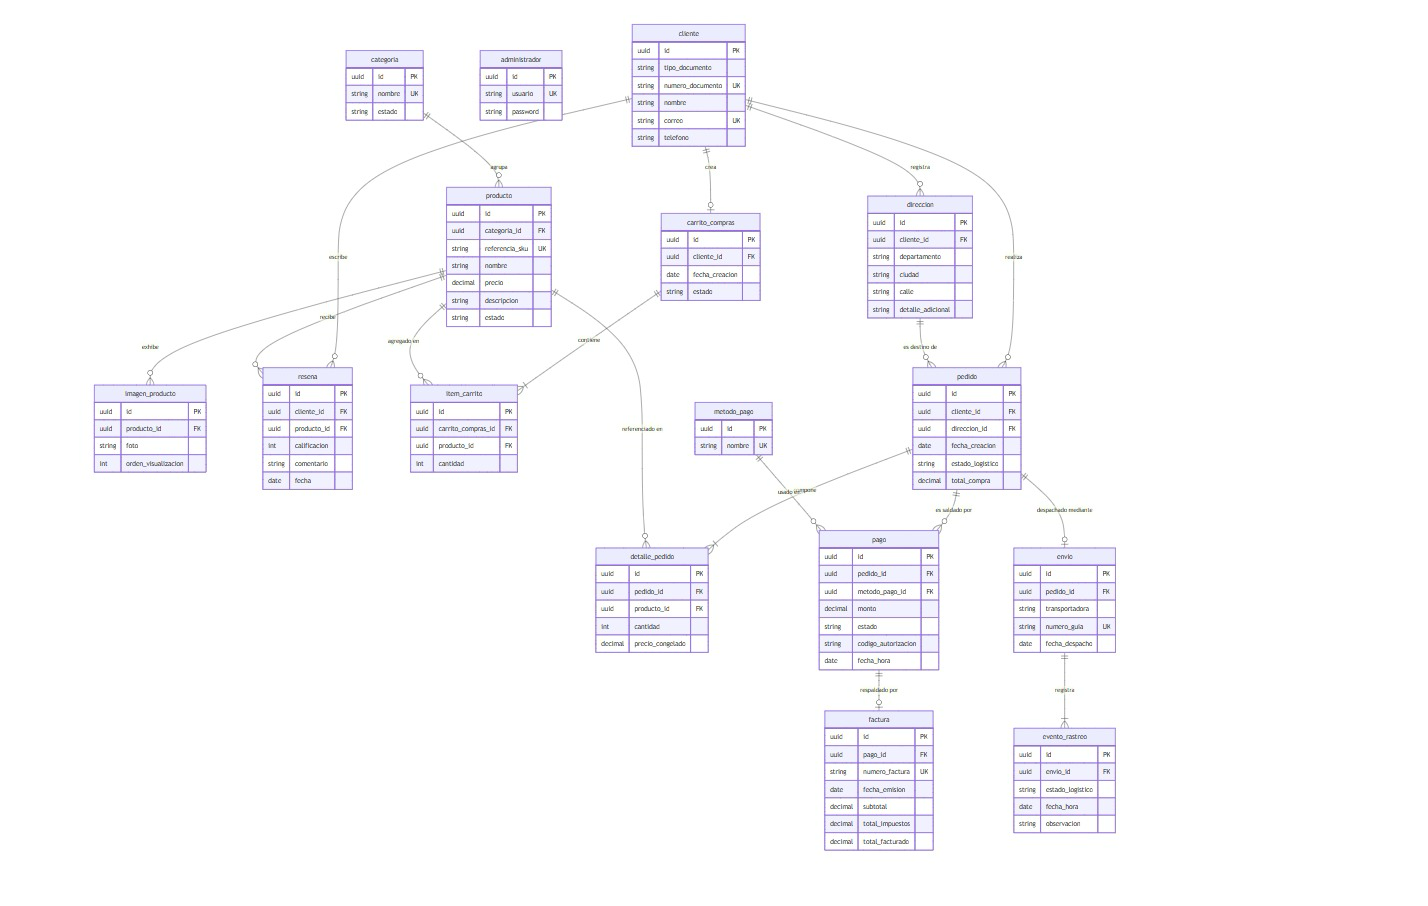 cliente
uuid id PK
string tipo_documento
string numero_documento UK
string nombre
string correo UK
string telefono
categoria
uuid id PK
string nombre UK
string estado
administrador
uuid id PK
string usuario UK
string password
agrupa
crea
registra
producto
uuid id PK
uuid categoria_id FK
string referencia_sku UK
string nombre
decimal precio
string descripcion
string estado
carrito_compras
uuid id PK
uuid cliente_id FK
date fecha_creacion
string estado
direccion
uuid id PK
uuid cliente_id FK
string departamento
string ciudad
string calle
string detalle_adicional
escribe
realiza
recibe
exhibe
agregado en
contiene
es destino de
imagen_producto
uuid id PK
uuid producto_id FK
string foto
int orden_visualizacion
resena
uuid id PK
uuid cliente_id FK
uuid producto_id FK
int calificacion
string comentario
date fecha
item_carrito
uuid id PK
uuid carrito_compras_id FK
uuid producto_id FK
int cantidad
metodo_pago
uuid id PK
string nombre UK
pedido
uuid id PK
uuid cliente_id FK
uuid direccion_id FK
date fecha_creacion
string estado_logistico
decimal total_compra
referenciado en
usado en
es saldado por
despachado mediante
detalle_pedido
uuid id PK
uuid pedido_id FK
uuid producto_id FK
int cantidad
decimal precio_congelado
pago
uuid id PK
uuid pedido_id FK
uuid metodo_pago_id FK
decimal monto
string estado
string codigo_autorizacion
date fecha_hora
envio
uuid id PK
uuid pedido_id FK
string transportadora
string numero_guia UK
date fecha_despacho
respaldado por
registra
factura
uuid id PK
uuid pago_id FK
string numero_factura UK
date fecha_emision
decimal subtotal
decimal total_impuestos
decimal total_facturado
evento_rastreo
uuid id PK
uuid envio_id FK
string estado_logistico
date fecha_hora
string observacion